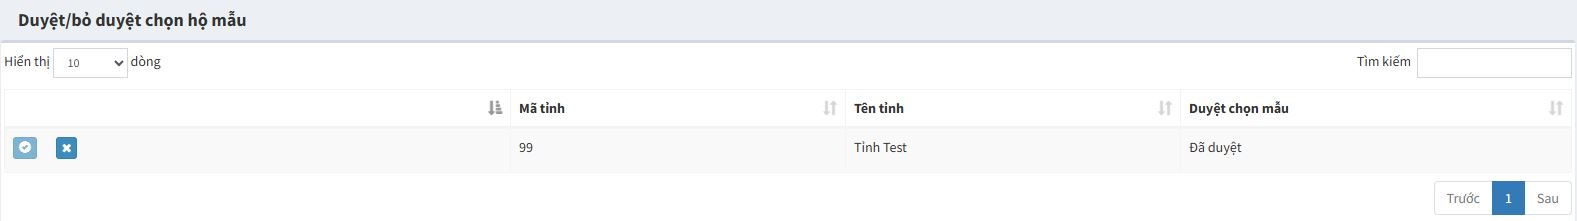 Duyệt/bỏ duyệt chọn hộ mẫu
Hiển thị 10 dòng Tìm kiếm
Mã tỉnh Tên tỉnh Duyệt chọn mẫu
99 Tỉnh Test Đã duyệt
Trước 1 Sau